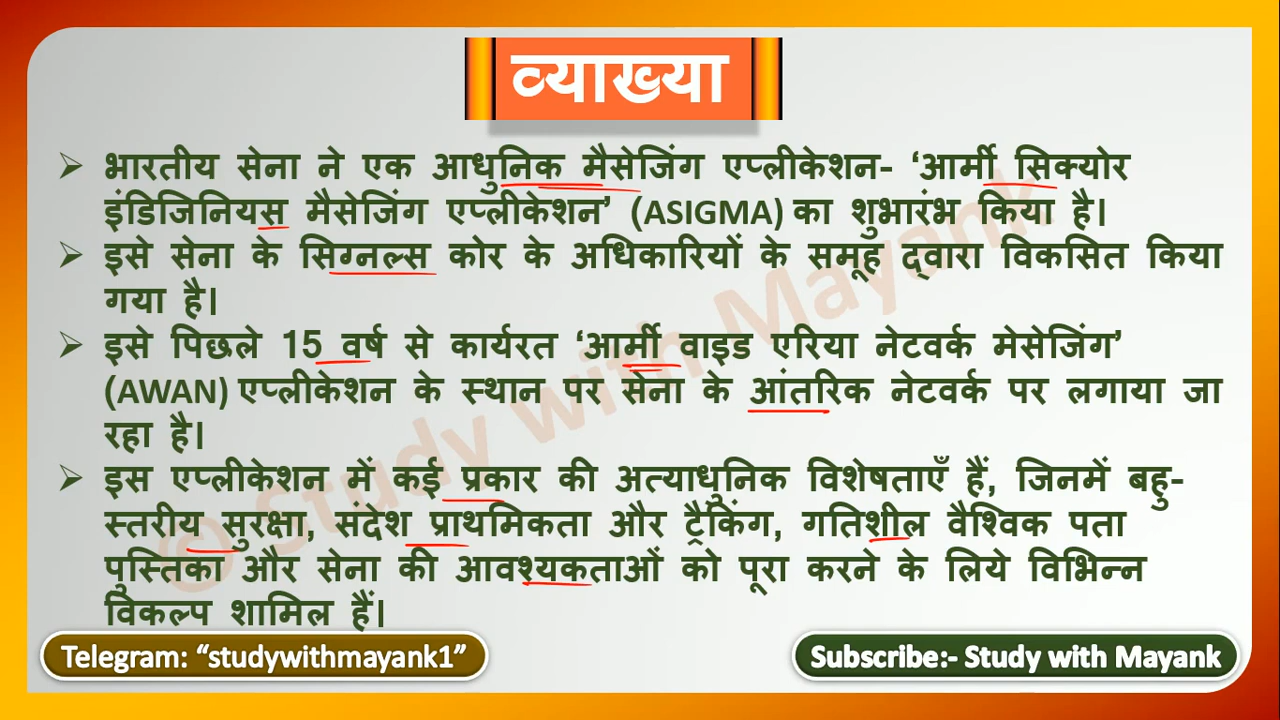 व्याख्या
➢ भारतीय सेना ने एक आधुनिक मैसेजिंग एप्लीकेशन- ‘आर्मी सिक्योर
इंडिजिनियस मैसेजिंग एप्लीकेशन’ (ASIGMA) का शुभारंभ किया है।
➢ इसे सेना के सिग्नल्स कोर के अधिकारियों के समूह द्वारा विकसित किया
गया है।
➢ इसे पिछले 15 वर्ष से कार्यरत ‘आर्मी वाइड एरिया नेटवर्क मेसेजिंग’
(AWAN) एप्लीकेशन के स्थान पर सेना के आंतरिक नेटवर्क पर लगाया जा
रहा है।
➢ इस एप्लीकेशन में कई प्रकार की अत्याधुनिक विशेषताएँ हैं, जिनमें बहु-
स्तरीय सुरक्षा, संदेश प्राथमिकता और ट्रैकिंग, गतिशील वैश्विक पता
पुस्तिका और सेना की आवश्यकताओं को पूरा करने के लिये विभिन्न
विकल्प शामिल हैं।
© Study with Mayank
Telegram: “studywithmayank1”
Subscribe:- Study with Mayank